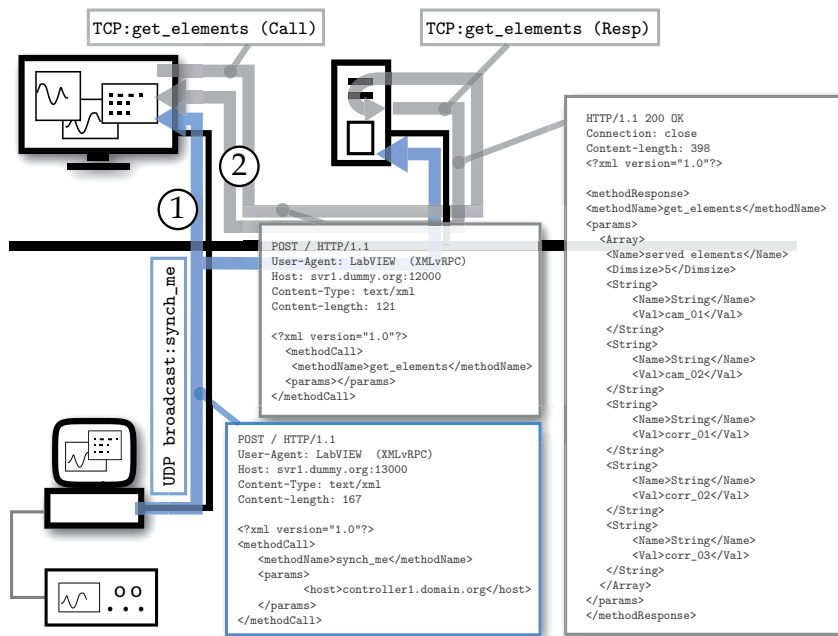 TCP:get_elements (Call)
TCP:get_elements (Resp)
2
1
UDP broadcast:synch_me
POST / HTTP/1.1
User-Agent: LabVIEW (XMLvRPC)
Host: svr1.dummy.org:12000
Content-Type: text/xml
Content-length: 121
<?xml version="1.0"?>
<methodCall>
<methodName>get_elements</methodName>
<params></params>
</methodCall>
POST / HTTP/1.1
User-Agent: LabVIEW (XMLvRPC)
Host: svr1.dummy.org:13000
Content-Type: text/xml
Content-length: 167
<?xml version="1.0"?>
<methodCall>
<methodName>synch_me</methodName>
<params>
<host>controller1.domain.org</host>
</params>
</methodCall>
HTTP/1.1 200 OK
Connection: close
Content-length: 398
<?xml version="1.0"?>
<methodResponse>
<methodName>get_elements</methodName>
<params>
<Array>
<Name>served elements</Name>
<Dimsize>5</Dimsize>
<String>
<Name>String</Name>
<Val>cam_01</Val>
</String>
<String>
<Name>String</Name>
<Val>cam_02</Val>
</String>
<String>
<Name>String</Name>
<Val>corr_01</Val>
</String>
<String>
<Name>String</Name>
<Val>corr_02</Val>
</String>
<String>
<Name>String</Name>
<Val>corr_03</Val>
</String>
</Array>
</params>
</methodResponse>